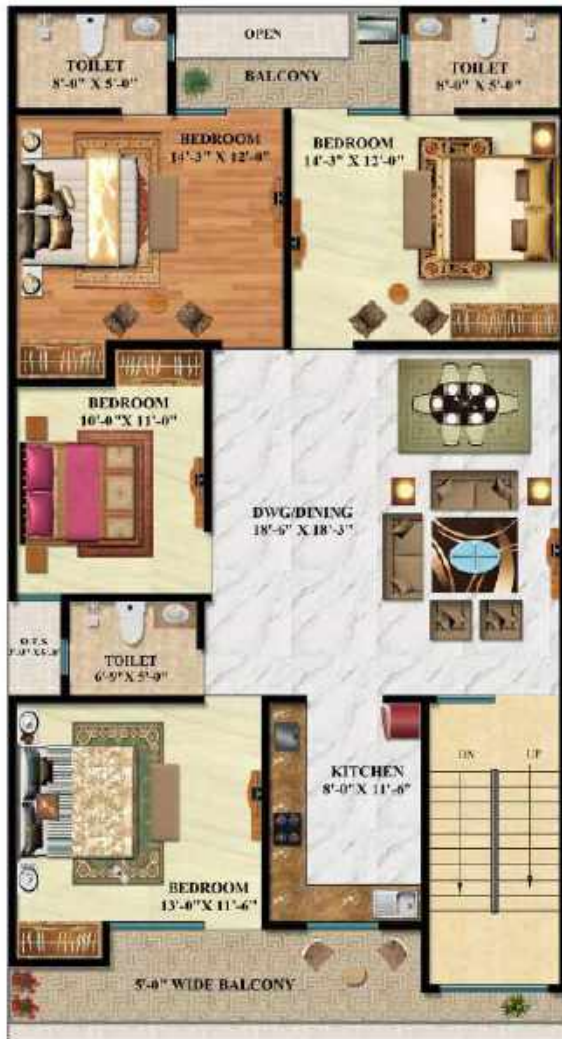 OPEN
TOILET
8'-0" X 5'-0"
BALCONY
TOILET
8'-0" X 5'-0"
BEDROOM
14'-3" X 12'-0"
BEDROOM
14'-3" X 12'-0"
BEDROOM
10'-0" X 11'-0"
DWG/DINING
18'-6" X 18'-3"
O.T.S
TOILET
6'-9" X 5'-0"
DN
UP
KITCHEN
8'-0" X 11'-6"
BEDROOM
13'-0" X 11'-6"
5'-0" WIDE BALCONY